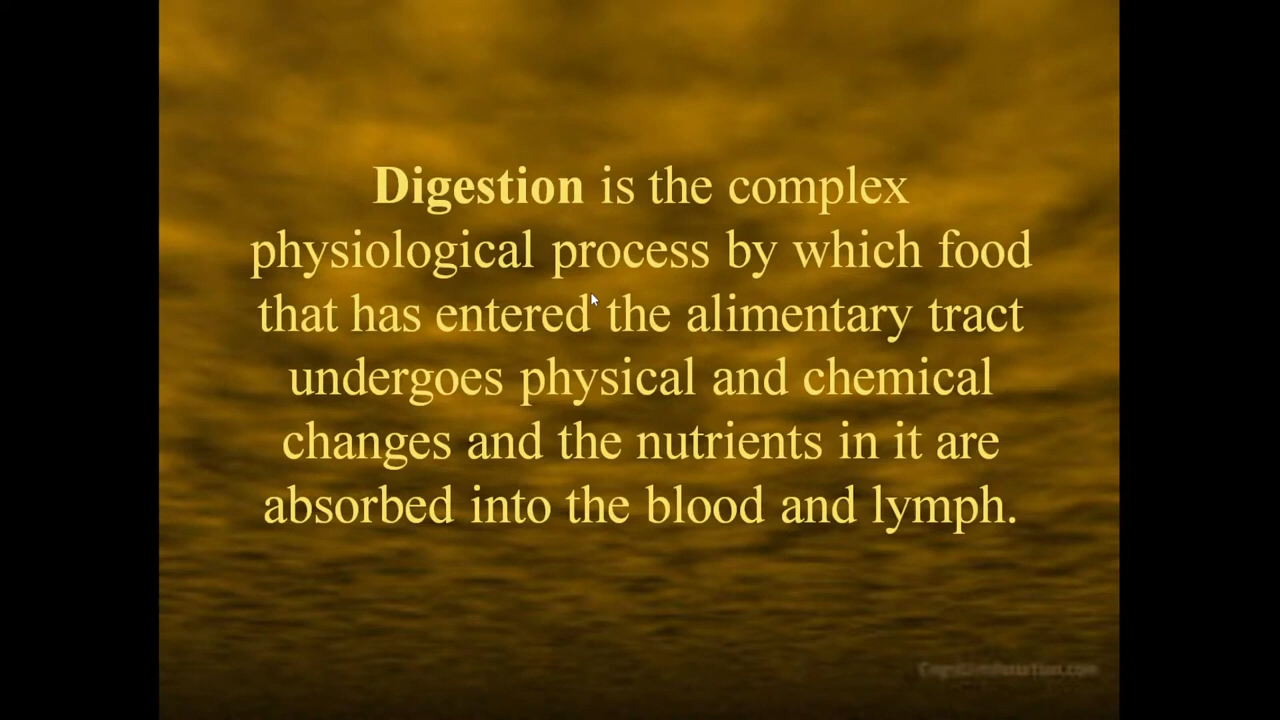 Digestion is the complex
physiological process by which food
that has entered the alimentary tract
undergoes physical and chemical
changes and the nutrients in it are
absorbed into the blood and lymph.